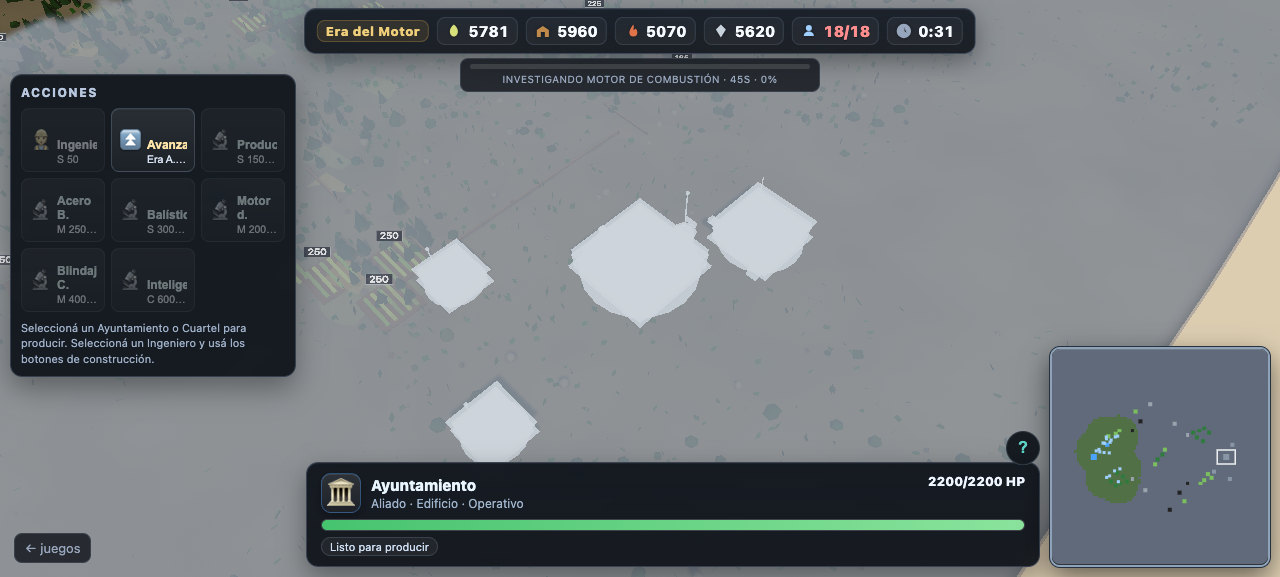 225
Era del Motor
5781
5960
5070
5620
18/18
0:31
INVESTIGANDO MOTOR DE COMBUSTIÓN · 45S · 0%
ACCIONES
Ingenie
S 50
Avanza
Era A....
Produc
S 150...
Acero B.
M 250...
Balístic
S 300...
Motor d.
M 200...
Blindaj C.
M 400...
Intelige
C 600...
Seleccioná un Ayuntamiento o Cuartel para
producir. Seleccioná un Ingeniero y usá los
botones de construcción.
250
250
250
?
Ayuntamiento
2200/2200 HP
Aliado · Edificio · Operativo
Listo para producir
← juegos